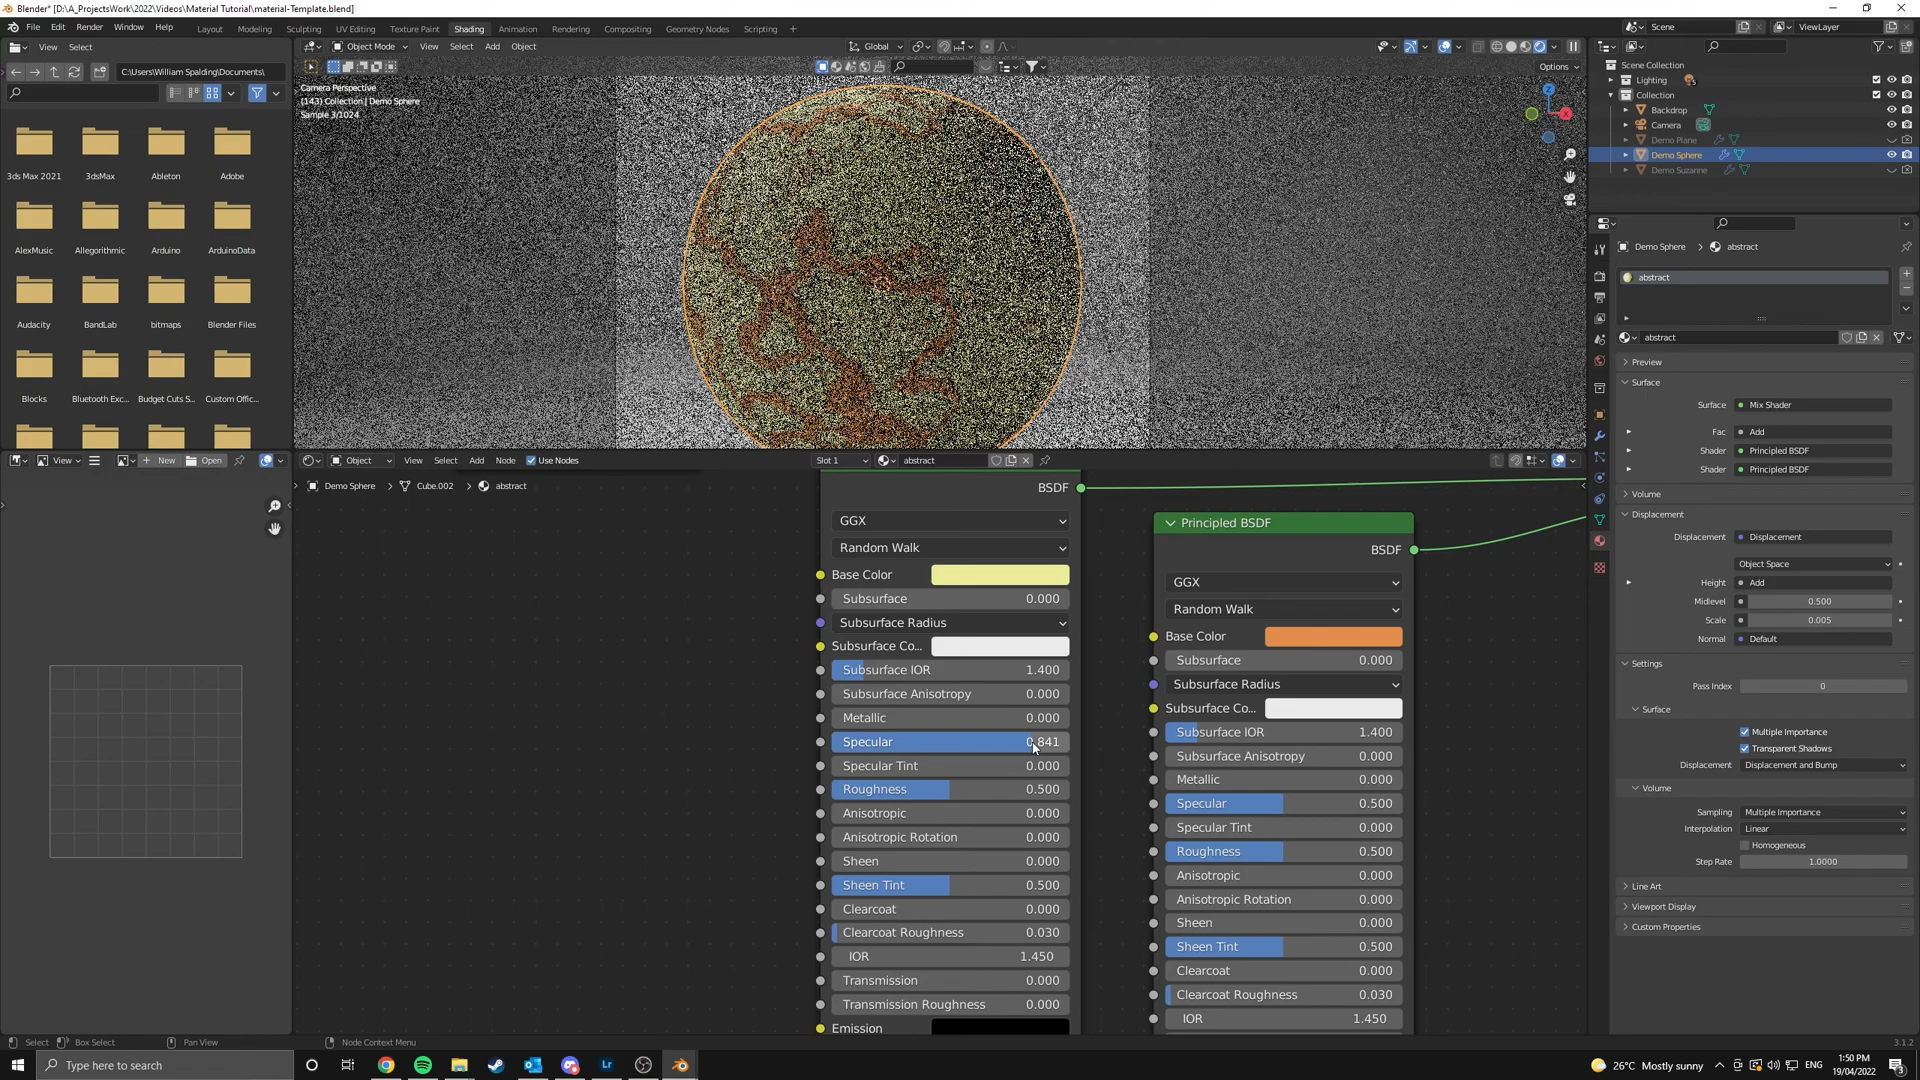 Blender* [D:\A_ProjectsWork\2022\Videos\Material Tutorial\material-Template.blend]
File Edit Render Window Help Layout Modeling Sculpting UV Editing Texture Paint Shading Animation Rendering Compositing Geometry Nodes Scripting + Scene ViewLayer
View Select Object Mode View Select Add Object Global
C:\Users\William Spalding\Documents\ Options
Camera Perspective
(143) Collection | Demo Sphere
Sample 3/1024
Scene Collection
Lighting
Collection
Backdrop
Camera
Demo Plane
Demo Sphere
Demo Suzanne
3ds Max 2021 3dsMax Ableton Adobe
AlexMusic Allegorithmic Arduino ArduinoData
Audacity BandLab bitmaps Blender Files
Blocks Bluetooth Exc... Budget Cuts S... Custom Offic...
View New Open
Object View Select Add Node Use Nodes Slot 1 abstract
Demo Sphere > Cube.002 > abstract
BSDF
GGX
Random Walk
Base Color
Subsurface 0.000
Subsurface Radius
Subsurface Co...
Subsurface IOR 1.400
Subsurface Anisotropy 0.000
Metallic 0.000
Specular 0.841
Specular Tint 0.000
Roughness 0.500
Anisotropic 0.000
Anisotropic Rotation 0.000
Sheen 0.000
Sheen Tint 0.500
Clearcoat 0.000
Clearcoat Roughness 0.030
IOR 1.450
Transmission 0.000
Transmission Roughness 0.000
Emission
Principled BSDF
BSDF
GGX
Random Walk
Base Color
Subsurface 0.000
Subsurface Radius
Subsurface Co...
Subsurface IOR 1.400
Subsurface Anisotropy 0.000
Metallic 0.000
Specular 0.500
Specular Tint 0.000
Roughness 0.500
Anisotropic 0.000
Anisotropic Rotation 0.000
Sheen 0.000
Sheen Tint 0.500
Clearcoat 0.000
Clearcoat Roughness 0.030
IOR 1.450
Demo Sphere > abstract
abstract
abstract
Preview
Surface
Surface Mix Shader
Fac Add
Shader Principled BSDF
Shader Principled BSDF
Volume
Displacement
Displacement Displacement
Object Space
Height Add
Midlevel 0.500
Scale 0.005
Normal Default
Settings
Pass Index 0
Surface
Multiple Importance
Transparent Shadows
Displacement Displacement and Bump
Volume
Sampling Multiple Importance
Interpolation Linear
Homogeneous
Step Rate 1.0000
Line Art
Viewport Display
Custom Properties
Select Box Select Pan View Node Context Menu 3.1.2
Type here to search Lr 26°C Mostly sunny ENG
1:50 PM
19/04/2022
3